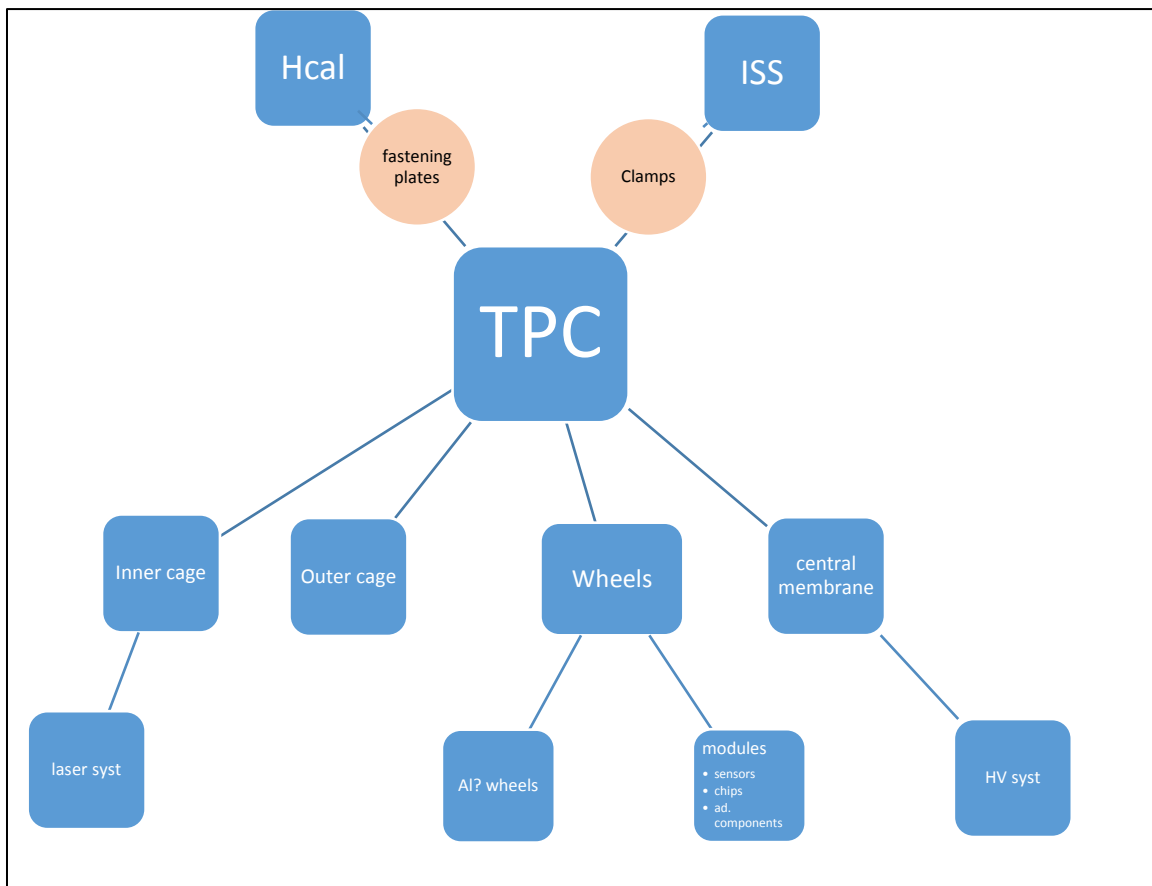 Hcal
ISS
fastening
plates
Clamps
TPC
Inner cage
Outer cage
Wheels
central
membrane
laser syst
Al? wheels
modules
• sensors
• chips
• ad.
components
HV syst